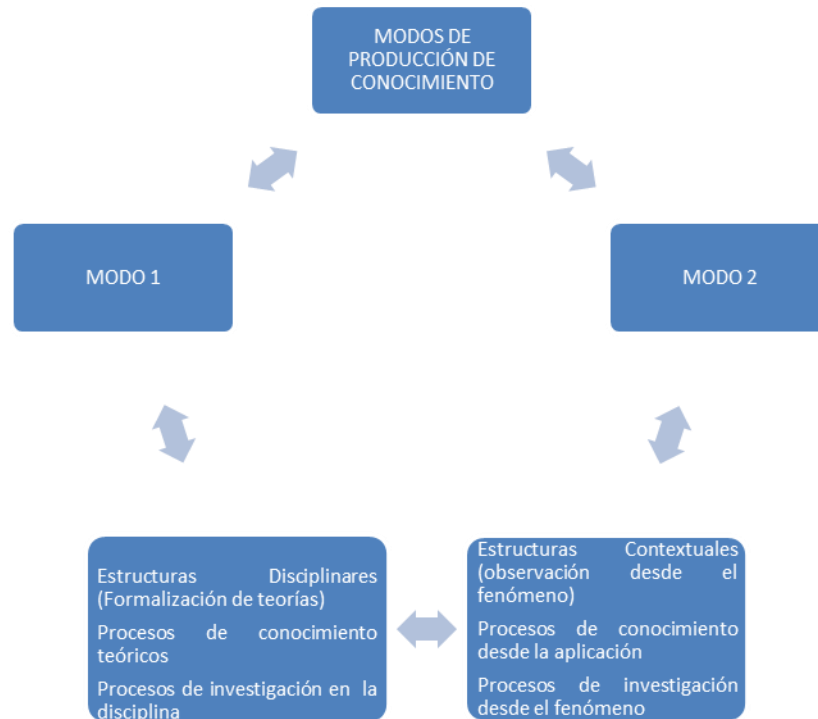 MODOS DE
PRODUCCIÓN DE
CONOCIMIENTO
MODO 1
MODO 2
Estructuras Disciplinares
(Formalización de teorías)
Procesos de conocimiento
teóricos
Procesos de investigación en la
disciplina
Estructuras Contextuales
(observación desde el
fenómeno)
Procesos de conocimiento
desde la aplicación
Procesos de investigación
desde el fenómeno